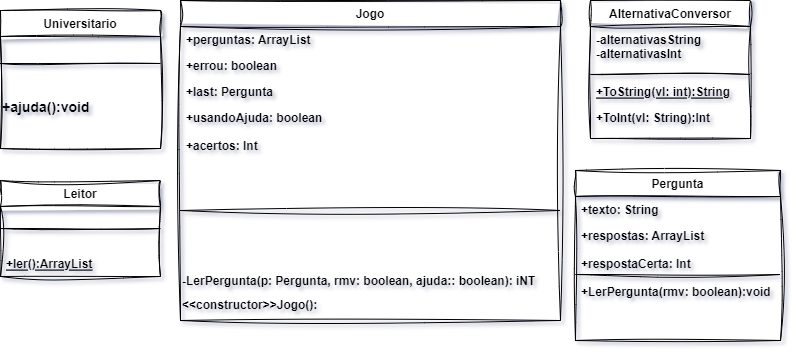 Universitario
+ajuda():void
Leitor
+ler():ArrayList
Jogo
+perguntas: ArrayList
+errou: boolean
+last: Pergunta
+usandoAjuda: boolean
+acertos: Int
-LerPergunta(p: Pergunta, rmv: boolean, ajuda:: boolean): iNT
<<constructor>>Jogo():
AlternativaConversor
-alternativasString
-alternativasInt
+ToString(vl: int):String
+ToInt(vl: String):Int
Pergunta
+texto: String
+respostas: ArrayList
+respostaCerta: Int
+LerPergunta(rmv: boolean):void